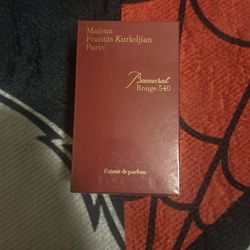 Maison
Francis Kurkdjian
Paris
Baccarat
Rouge 540
Extrait de parfum